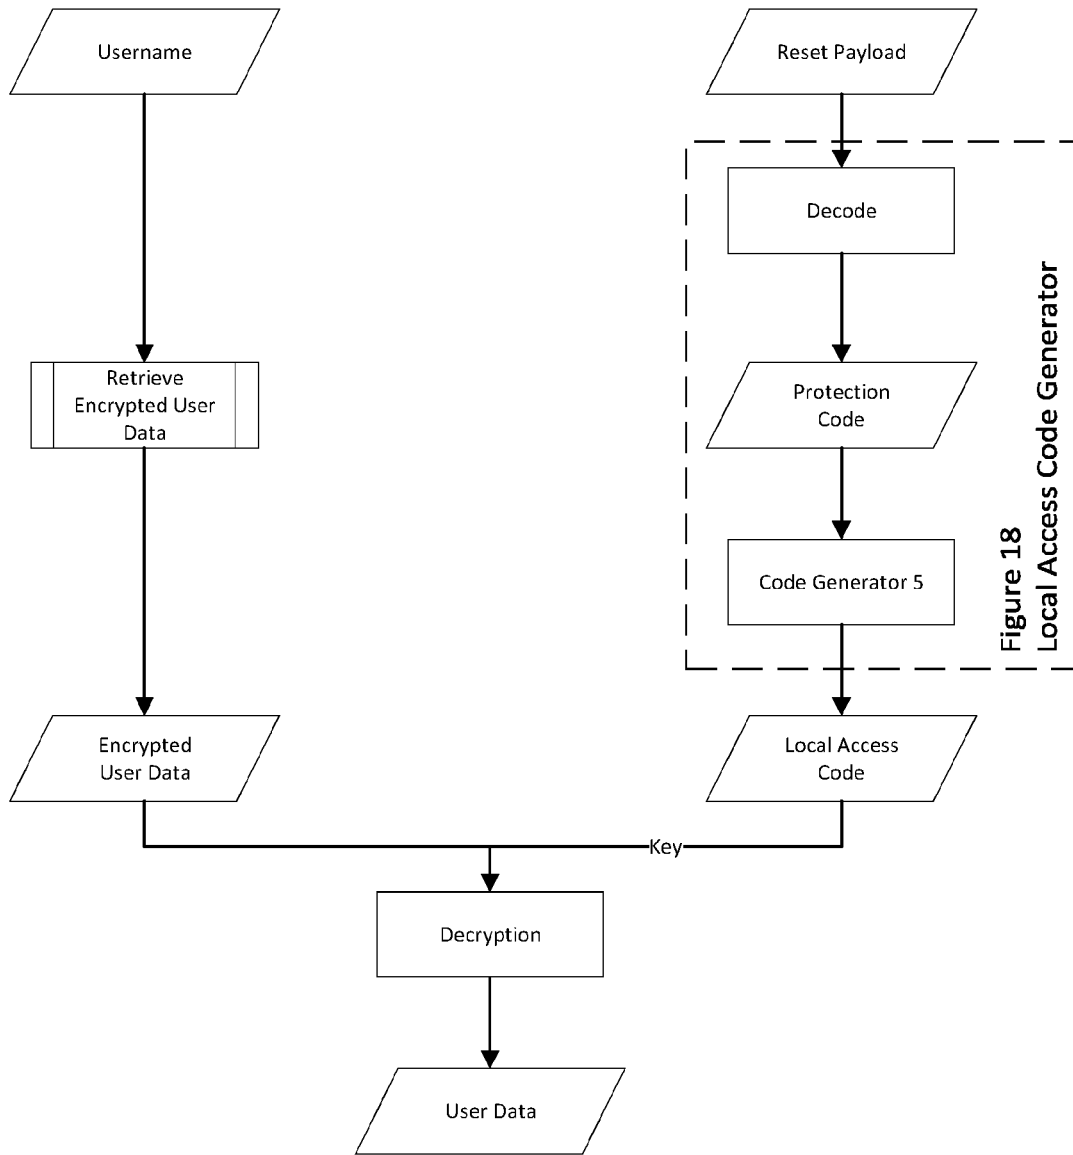 Username
Reset Payload
Decode
Retrieve
Encrypted User
Data
Protection
Code
Code Generator 5
Figure 18
Local Access Code Generator
Encrypted
User Data
Local Access
Code
Key
Decryption
User Data